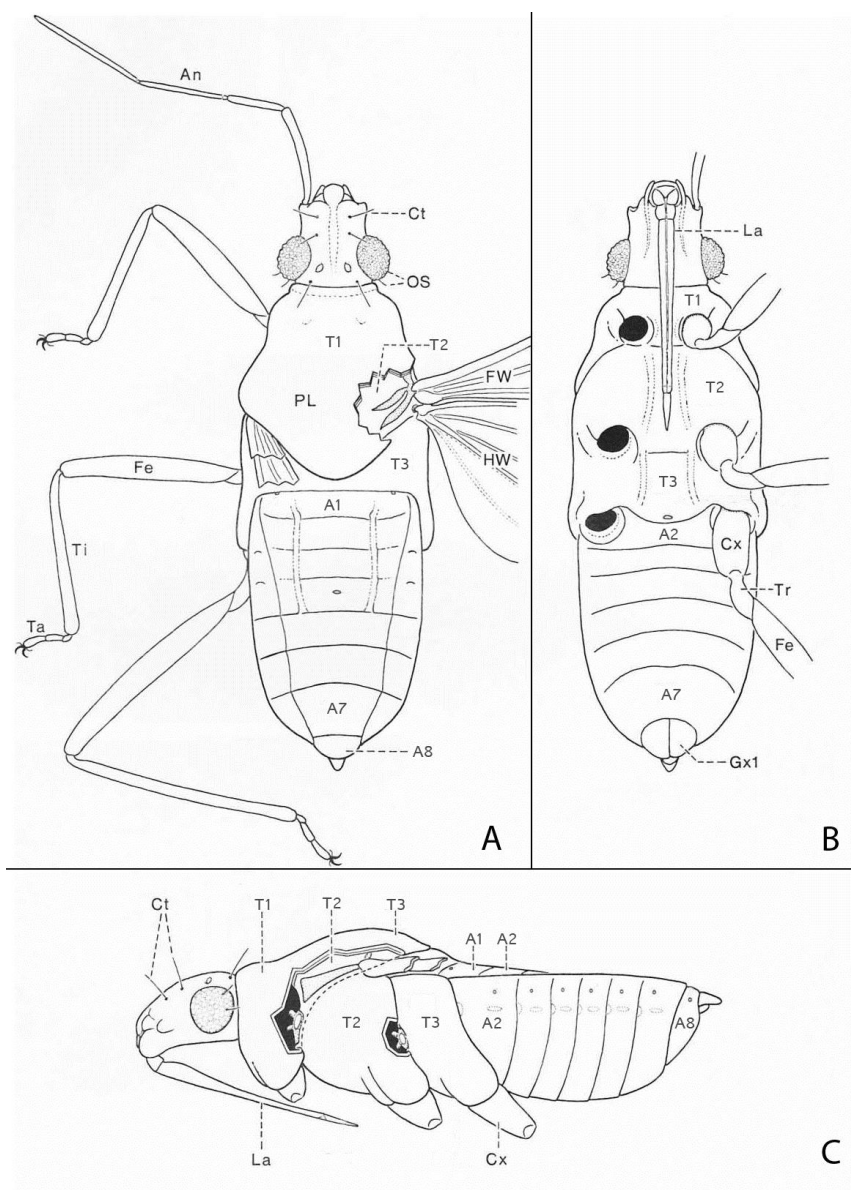 An
Ct
OS
T1
T2
FW
PL
HW
T3
Fe
A1
Ti
Ta
A7
A8
A
La
T1
T2
T3
A2
Cx
Tr
Fe
A7
Gx1
B
Ct
T1
T2
T3
A1
A2
T2
T3
A2
A8
La
Cx
C